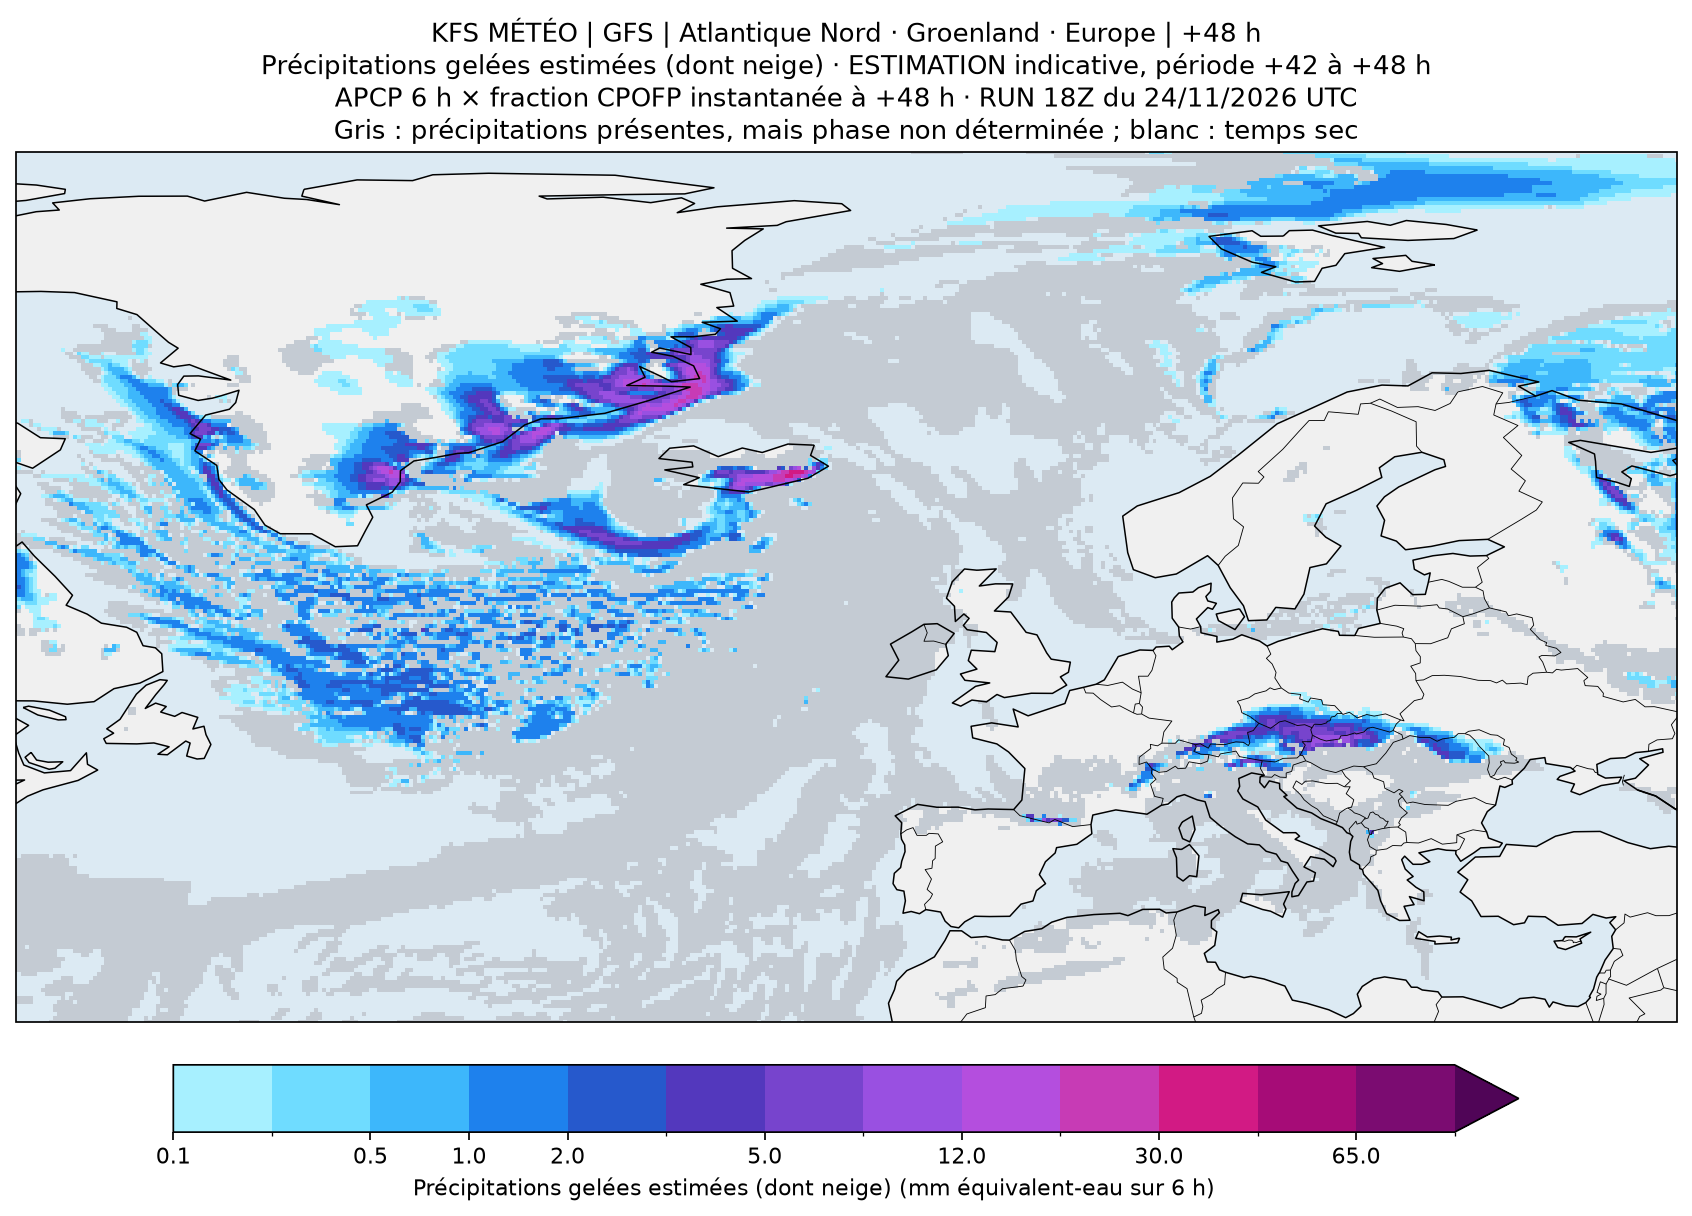 KFS MÉTÉO | GFS | Atlantique Nord · Groenland · Europe | +48 h
Précipitations gelées estimées (dont neige) · ESTIMATION indicative, période +42 à +48 h
APCP 6 h × fraction CPOFP instantanée à +48 h · RUN 18Z du 24/11/2026 UTC
Gris : précipitations présentes, mais phase non déterminée ; blanc : temps sec
0.1 0.5 1.0 2.0 5.0 12.0 30.0 65.0
Précipitations gelées estimées (dont neige) (mm équivalent-eau sur 6 h)